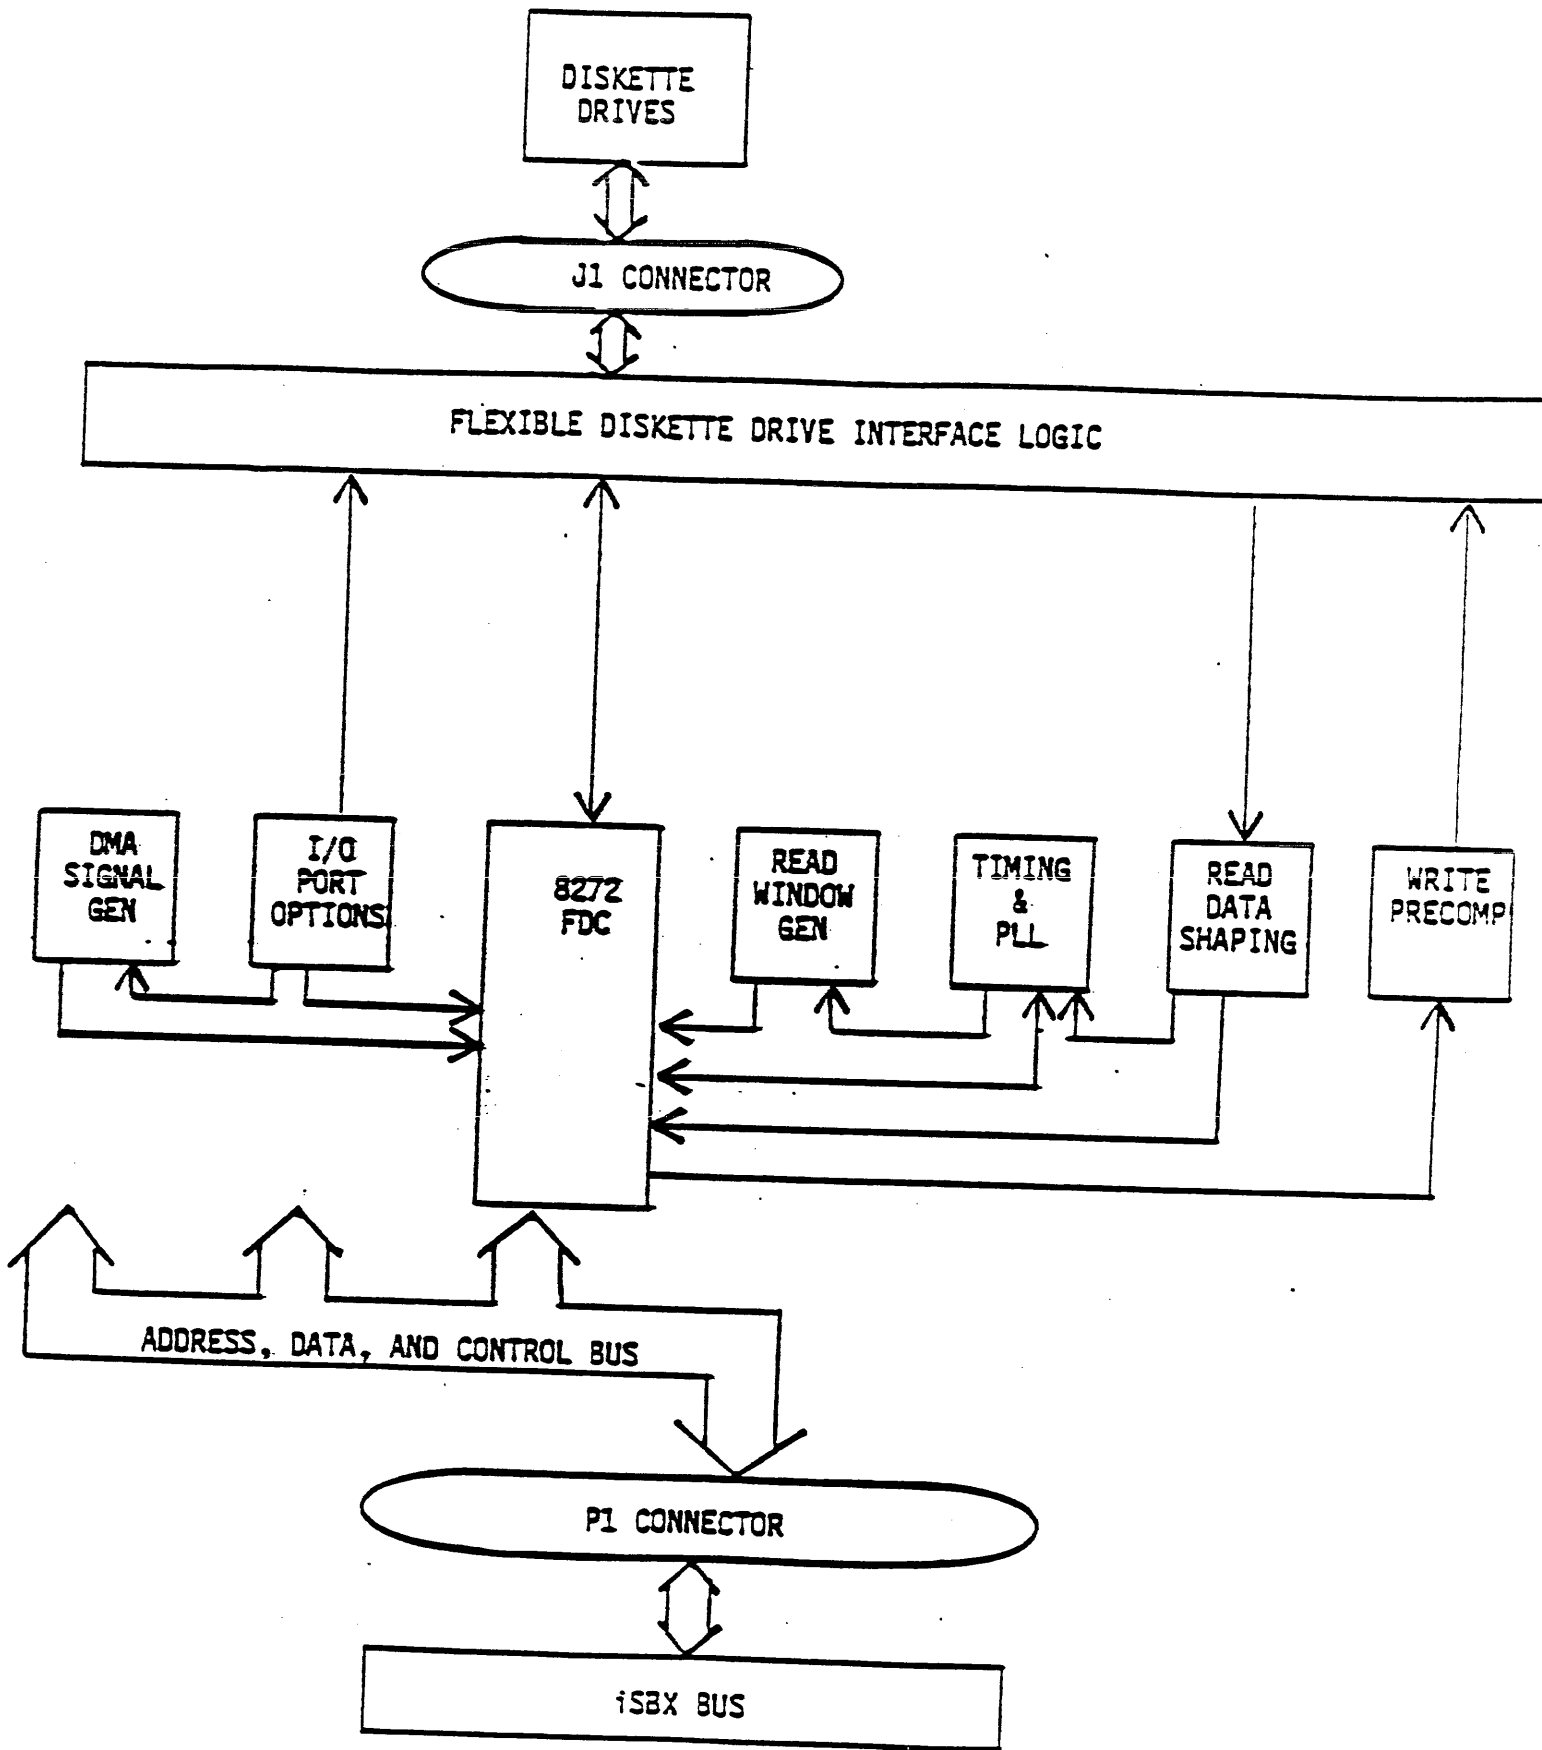 DISKETTE
DRIVES
J1 CONNECTOR
FLEXIBLE DISKETTE DRIVE INTERFACE LOGIC
DMA
SIGNAL
GEN
I/O
PORT
OPTIONS
8272
FDC
READ
WINDOW
GEN
TIMING
&
PLL
READ
DATA
SHAPING
WRITE
PRECOMP
ADDRESS, DATA, AND CONTROL BUS
P1 CONNECTOR
iSBX BUS